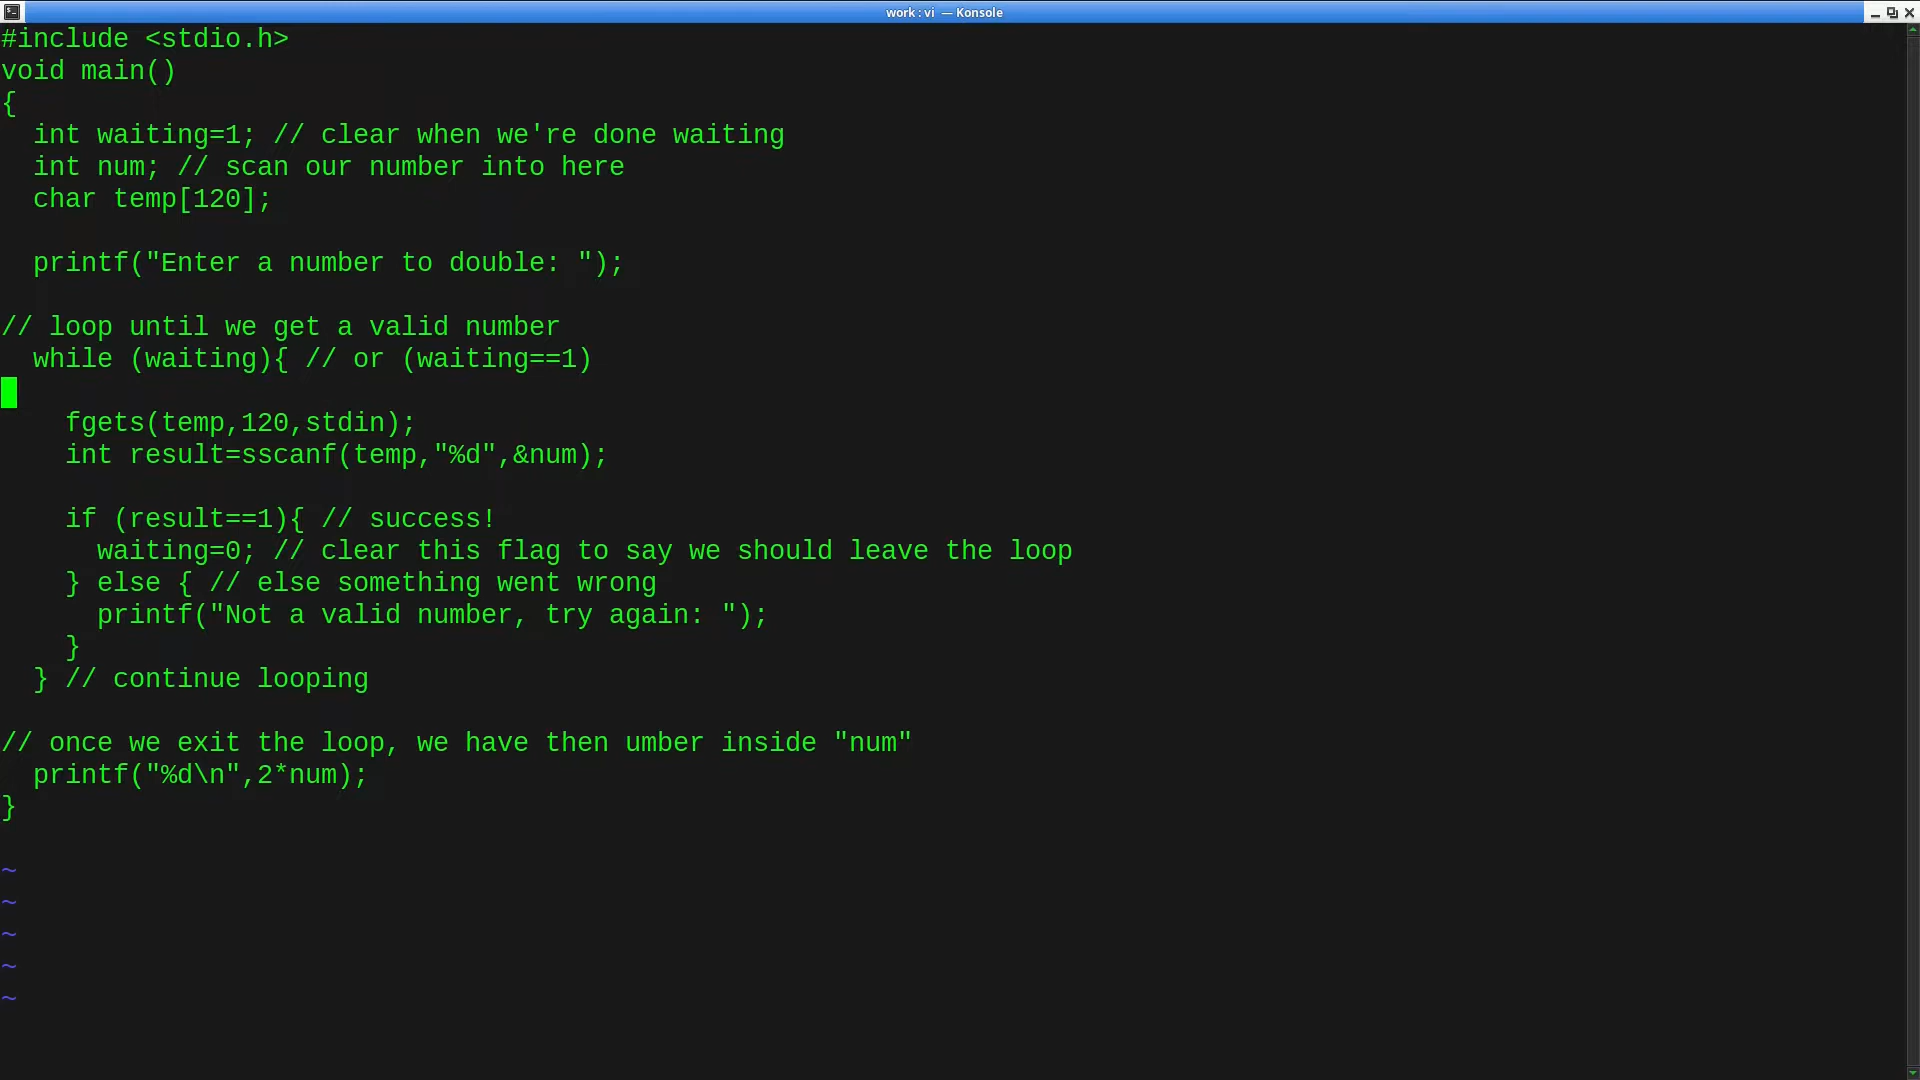 work : vi — Konsole
#include <stdio.h>
void main()
{
  int waiting=1; // clear when we're done waiting
  int num; // scan our number into here
  char temp[120];

  printf("Enter a number to double: ");

// loop until we get a valid number
  while (waiting){ // or (waiting==1)

    fgets(temp,120,stdin);
    int result=sscanf(temp,"%d",&num);

    if (result==1){ // success!
      waiting=0; // clear this flag to say we should leave the loop
    } else { // else something went wrong
      printf("Not a valid number, try again: ");
    }
  } // continue looping

// once we exit the loop, we have then umber inside "num"
  printf("%d\n",2*num);
}

~
~
~
~
~